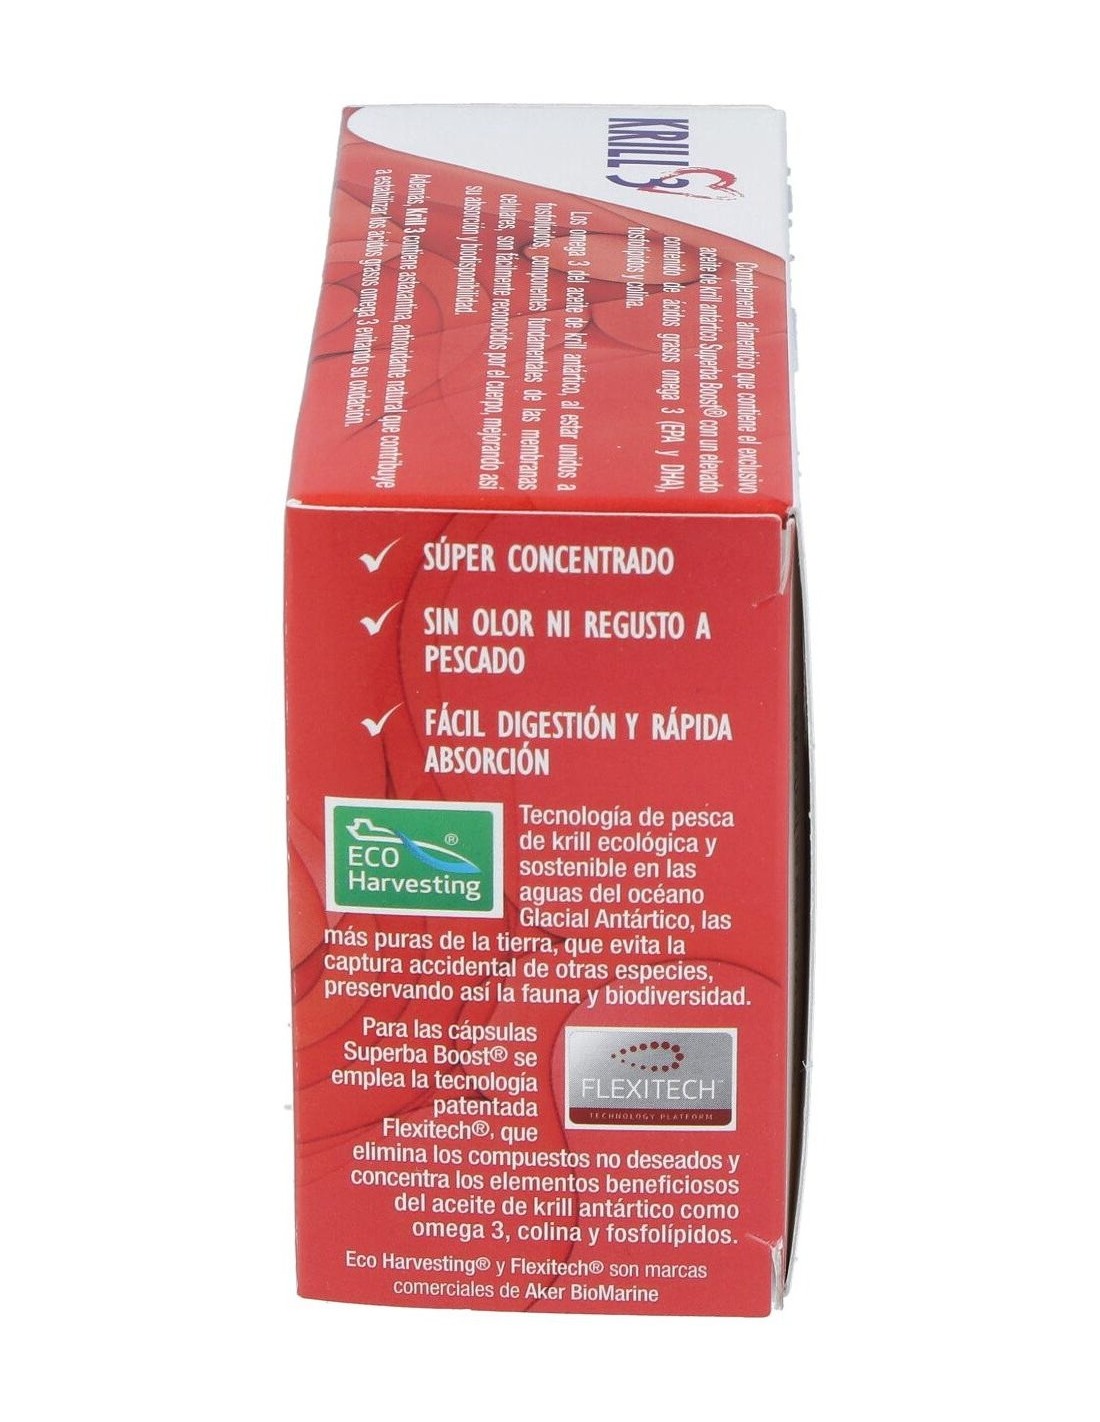 KRILL 3
Complemento alimenticio que contiene el exclusivo
aceite de krill antártico Superba Boost® con un elevado
contenido de ácidos grasos omega 3 (EPA y DHA),
fosfolípidos y colina.
Los omega 3 del aceite de krill antártico, al estar unidos a
fosfolípidos, componentes fundamentales de las membranas
celulares, son fácilmente reconocidos por el cuerpo, mejorando así
su absorción y biodisponibilidad.
Además, Krill 3 contiene astaxantina, antioxidante natural que contribuye
a estabilizar los ácidos grasos omega 3 evitando su oxidación.
SÚPER CONCENTRADO
SIN OLOR NI REGUSTO A
PESCADO
FÁCIL DIGESTIÓN Y RÁPIDA
ABSORCIÓN
ECO ®
Harvesting
Tecnología de pesca
de krill ecológica y
sostenible en las
aguas del océano
Glacial Antártico, las
más puras de la tierra, que evita la
captura accidental de otras especies,
preservando así la fauna y biodiversidad.
Para las cápsulas
Superba Boost® se
emplea la tecnología
patentada
Flexitech®, que
elimina los compuestos no deseados y
concentra los elementos beneficiosos
del aceite de krill antártico como
omega 3, colina y fosfolípidos.
FLEXITECH™
TECHNOLOGY PLATFORM
Eco Harvesting® y Flexitech® son marcas
comerciales de Aker BioMarine